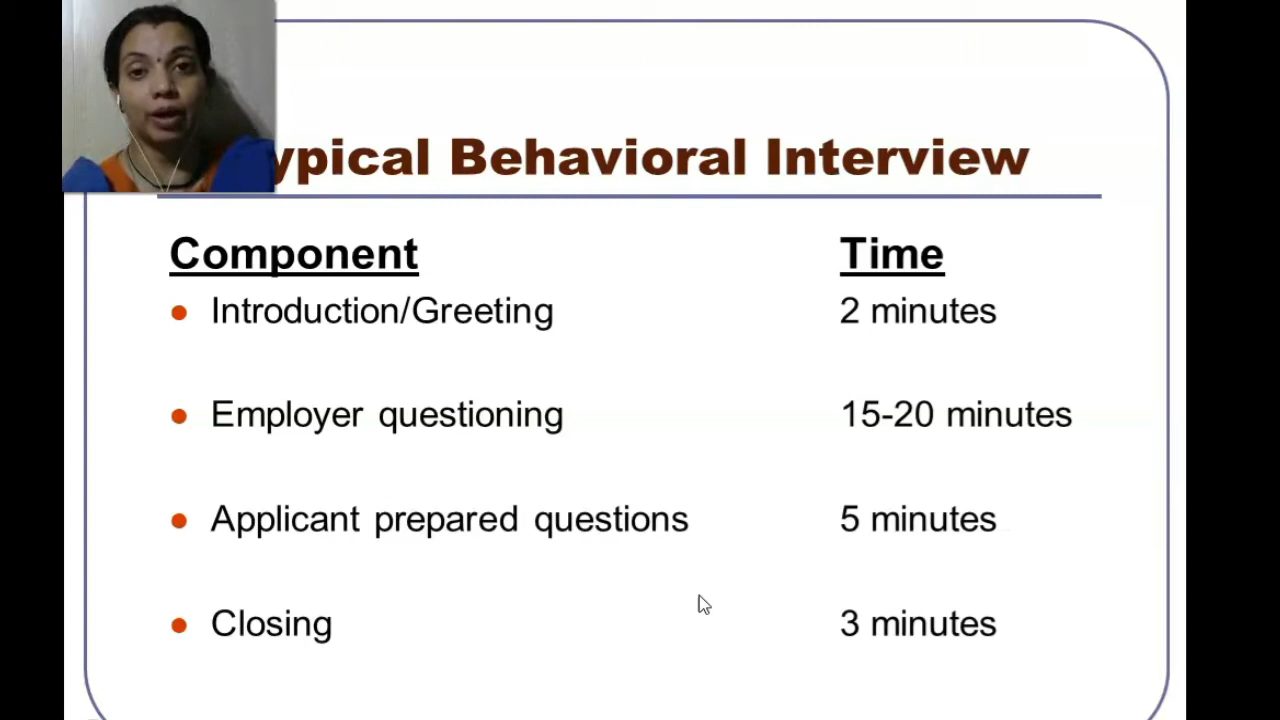 ypical Behavioral Interview
Component Time
Introduction/Greeting 2 minutes
Employer questioning 15-20 minutes
Applicant prepared questions 5 minutes
Closing 3 minutes